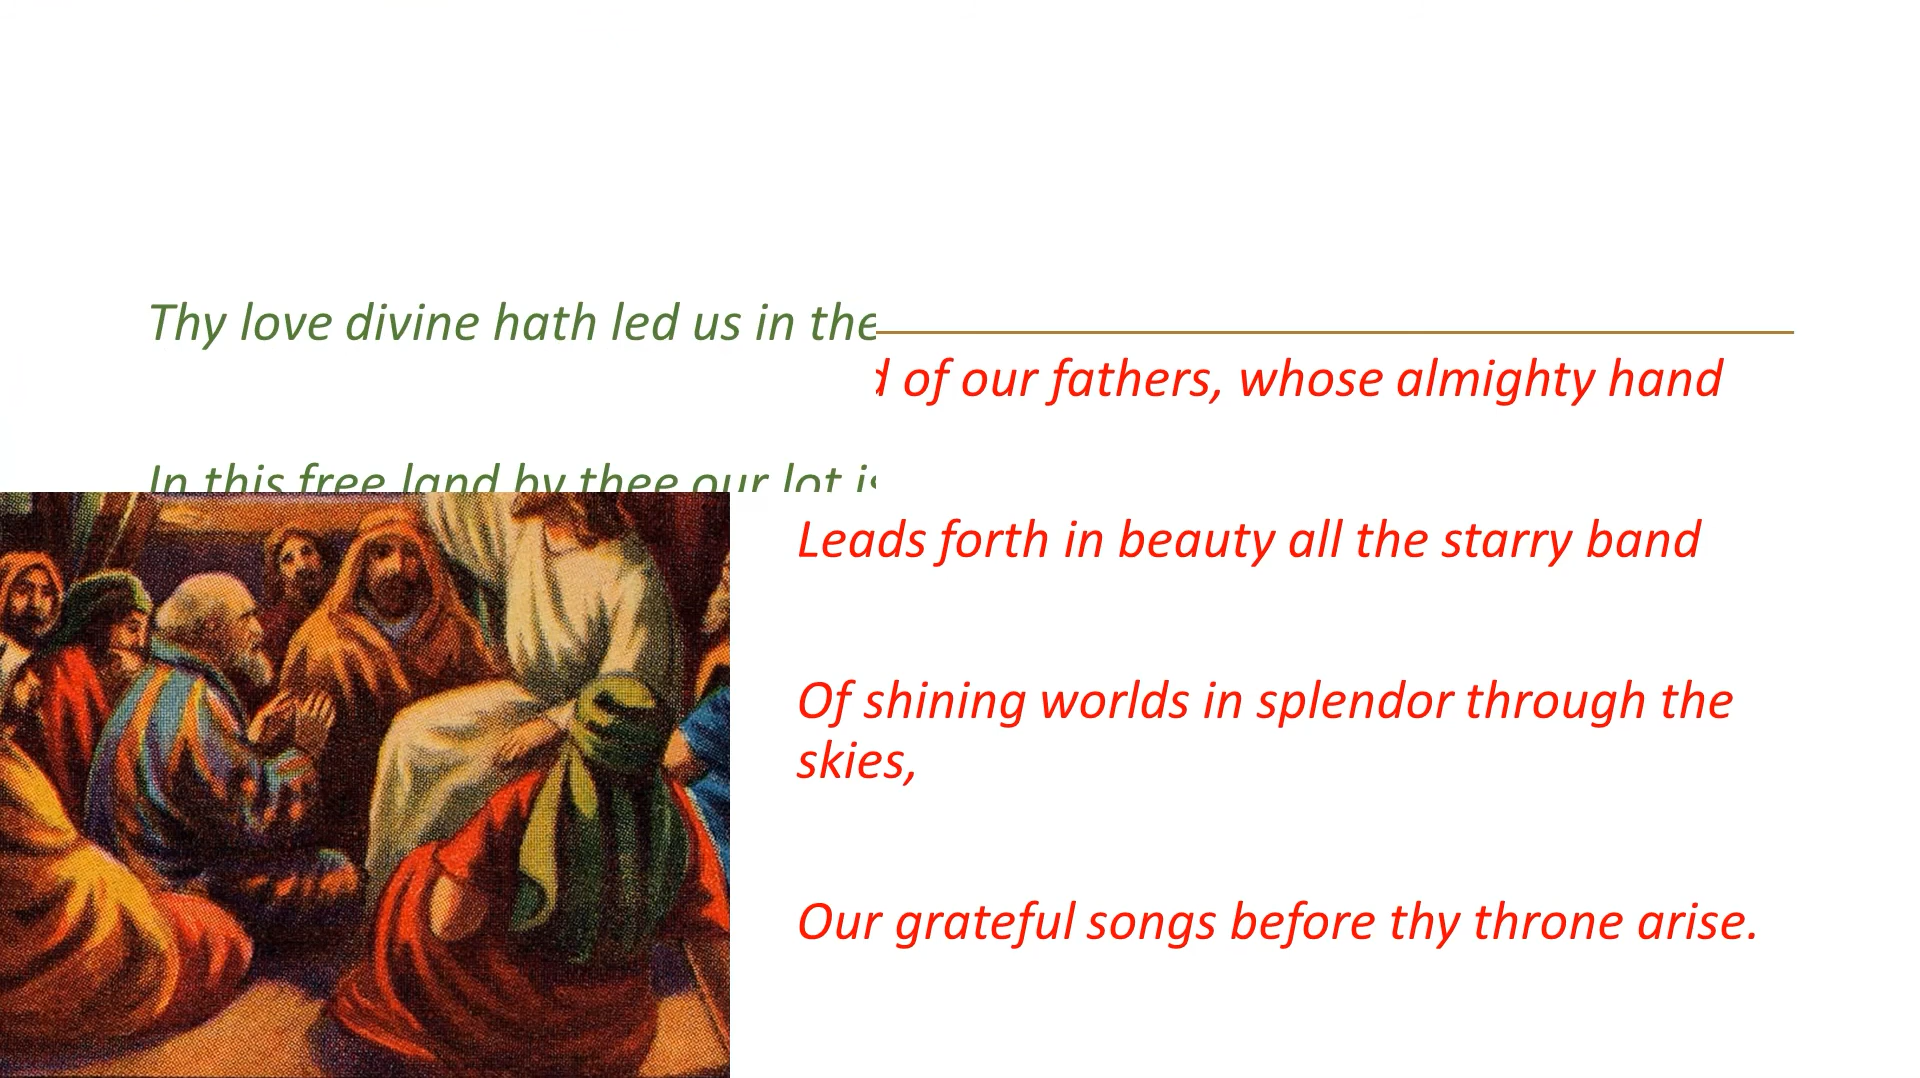 Thy love divine hath led us in the
of our fathers, whose almighty hand
In this free land by thee our lot
Leads forth in beauty all the starry band
Of shining worlds in splendor through the
skies,
Our grateful songs before thy throne arise.